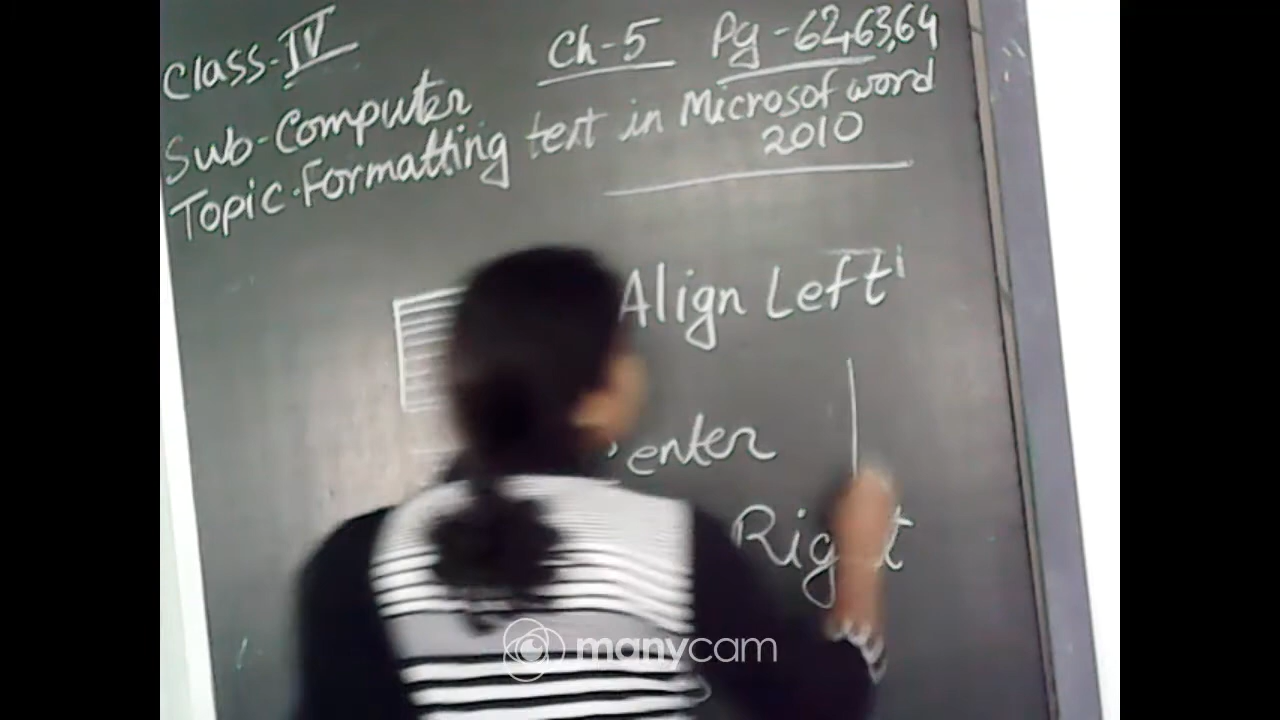 Class-IV Ch-5 Pg-62,63,64
Sub-Computer
Topic-Formatting text in Microsof word
2010
Align Left
enter
Right
manycam